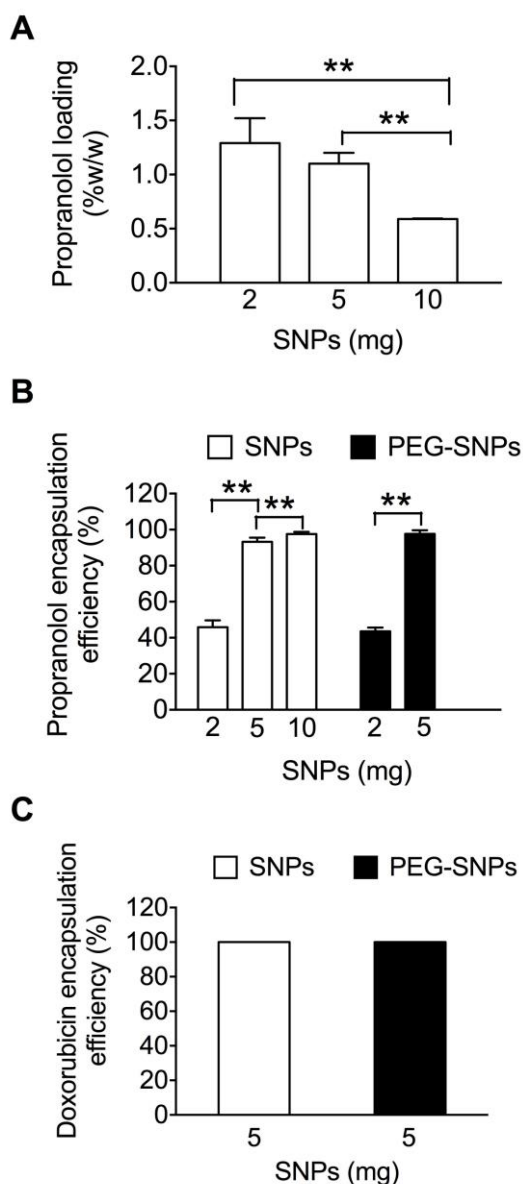 A
Propranolol loading
(%w/w)
2.0
1.5
1.0
0.5
0.0
**
**
2 5 10
SNPs (mg)
B
SNPs PEG-SNPs
Propranolol encapsulation
efficiency (%)
120
100
80
60
40
20
0
** ** **
2 5 10 2 5
SNPs (mg)
C
SNPs PEG-SNPs
Doxorubicin encapsulation
efficiency (%)
120
100
80
60
40
20
0
5 5
SNPs (mg)